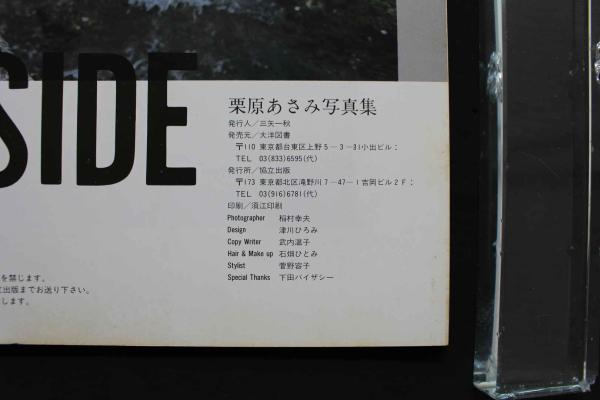 SIDE
栗原あさみ写真集
発行人／三矢一秋
発売元／大洋図書
〒110 東京都台東区上野5－3－31小出ビル：
TEL 03(833)6595(代)
発行所／協立出版
〒173 東京都北区滝野川7－47－1吉岡ビル2F：
TEL 03(916)6781(代)
印刷／須江印刷
Photographer 稲村幸夫
Design 津川ひろみ
Copy Writer 武内温子
Hair & Make up 石畑ひとみ
Stylist 菅野容子
Special Thanks 下田バイザシー
を禁じます。
出版までお送り下さい。
します。